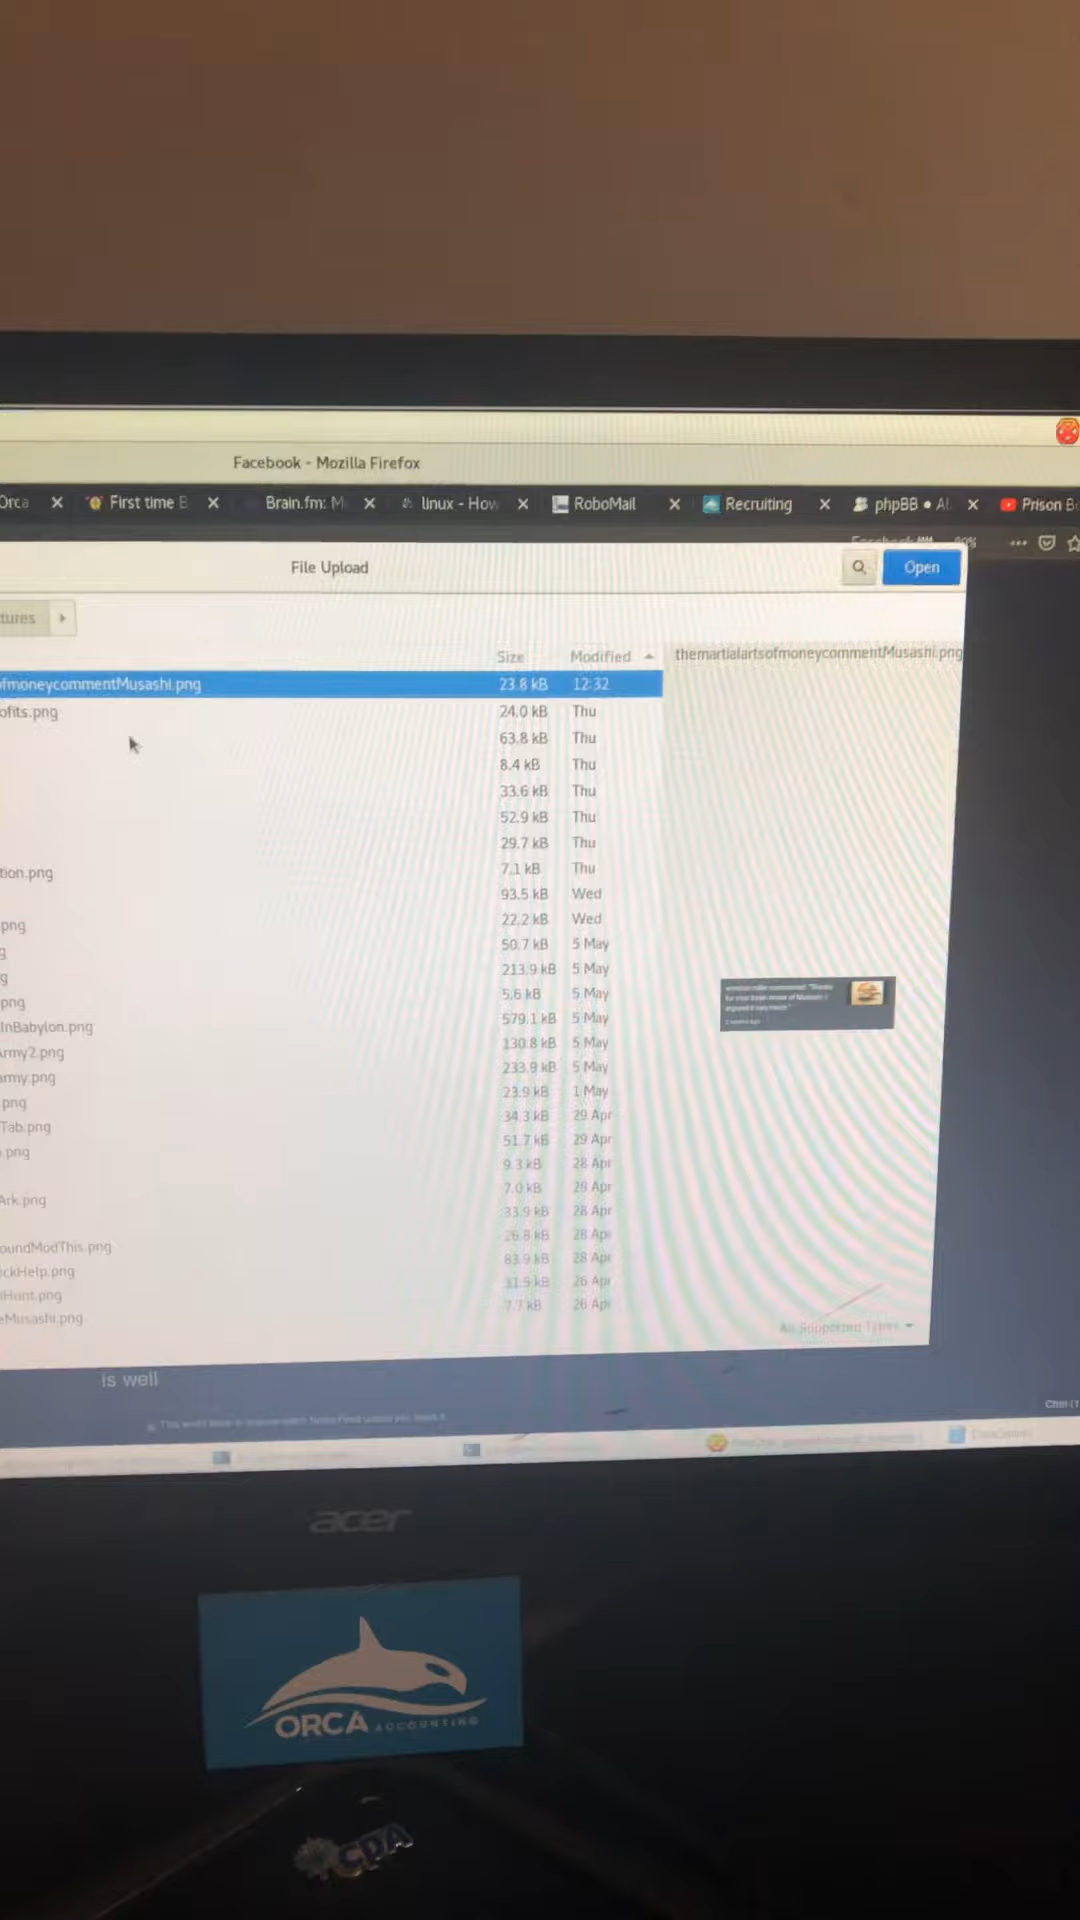 Facebook - Mozilla Firefox
Orca
First time B
Brain.fm: M
linux - How
RoboMail
Recruiting
phpBB • Al
Prison B
File Upload
Open
tures
Size Modified themartialartsofmoneycommentMusashi.png
ofmoneycommentMusashi.png 23.8 kB 12:32
ofits.png 24.0 kB Thu
63.8 kB Thu
8.4 kB Thu
33.6 kB Thu
52.9 kB Thu
29.7 kB Thu
tion.png 7.1 kB Thu
93.5 kB Wed
png 22.2 kB Wed
g 50.7 kB 5 May
g 213.9 kB 5 May
png 5.6 kB 5 May
InBabylon.png 579.1 kB 5 May
Army2.png 130.8 kB 5 May
army.png 233.9 kB 5 May
png 23.9 kB 1 May
Tab.png 34.3 kB 29 Apr
.png 51.7 kB 29 Apr
9.3 kB 28 Apr
Ark.png 7.0 kB 28 Apr
33.9 kB 28 Apr
oundModThis.png 26.8 kB 28 Apr
ckHelp.png 83.9 kB 28 Apr
Hunt.png 31.5 kB 26 Apr
eMusashi.png 7.7 kB 26 Apr
All Supported Types
is well
acer
ORCA ACCOUNTING
CDA